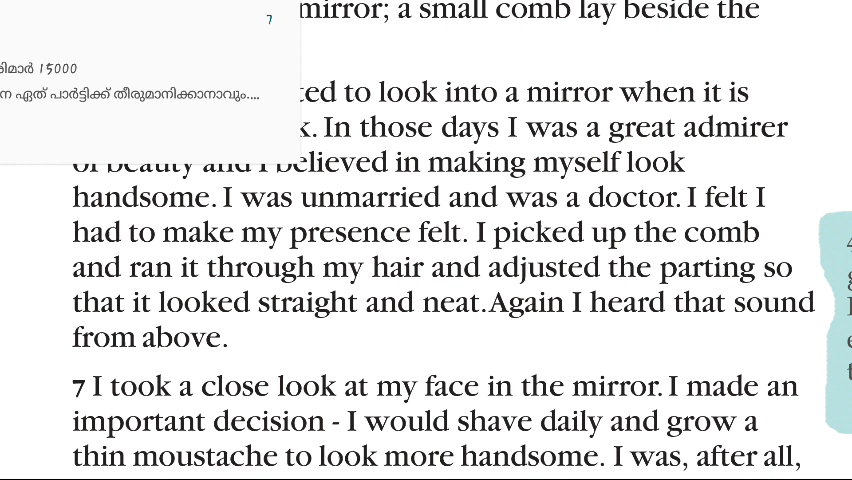 7
15000
ഏത് പാർട്ടിക്ക് തീരുമാനിക്കാനാവും....
mirror; a small comb lay beside the
to look into a mirror when it is
In those days I was a great admirer
of beauty and I believed in making myself look
handsome. I was unmarried and was a doctor. I felt I
had to make my presence felt. I picked up the comb
and ran it through my hair and adjusted the parting so
that it looked straight and neat. Again I heard that sound
from above.
7 I took a close look at my face in the mirror. I made an
important decision - I would shave daily and grow a
thin moustache to look more handsome. I was, after all,